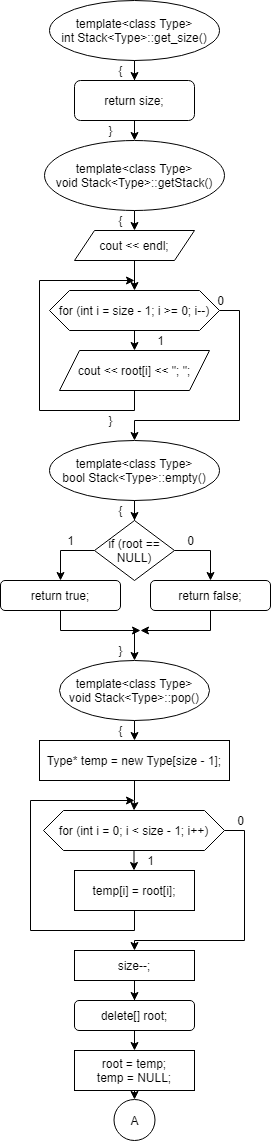 template<class Type>
int Stack<Type>::get_size()
{
return size;
}
template<class Type>
void Stack<Type>::getStack()
{
cout << endl;
for (int i = size - 1; i >= 0; i--)
0
1
cout << root[i] << "; ";
}
template<class Type>
bool Stack<Type>::empty()
{
1
if (root ==
NULL)
0
return true;
return false;
}
template<class Type>
void Stack<Type>::pop()
{
Type* temp = new Type[size - 1];
for (int i = 0; i < size - 1; i++)
0
1
temp[i] = root[i];
size--;
delete[] root;
root = temp;
temp = NULL;
A